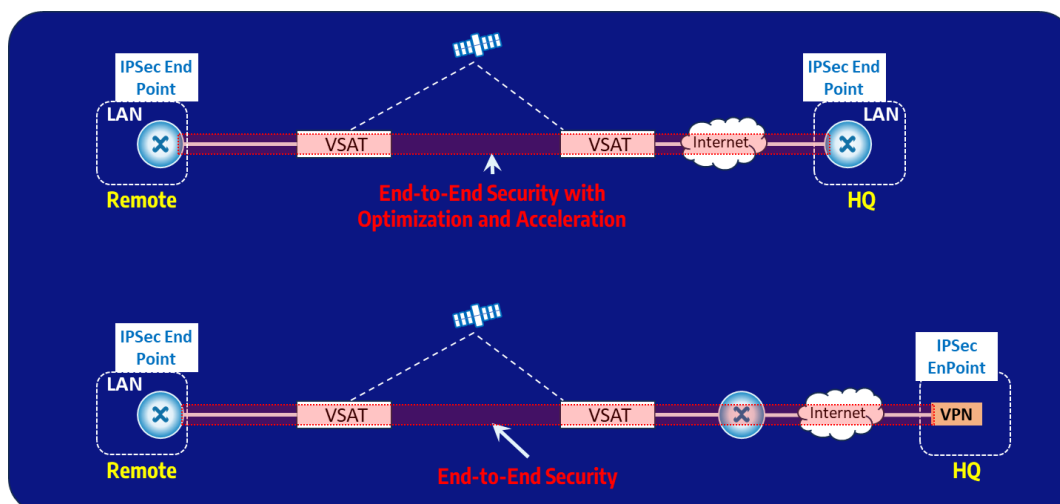 IPSec End
Point
IPSec End
Point
LAN
LAN
VSAT
VSAT
Internet
Remote
End-to-End Security with
Optimization and Acceleration
HQ
IPSec End
Point
IPSec
EnPoint
LAN
VSAT
VSAT
Internet
VPN
Remote
End-to-End Security
HQ